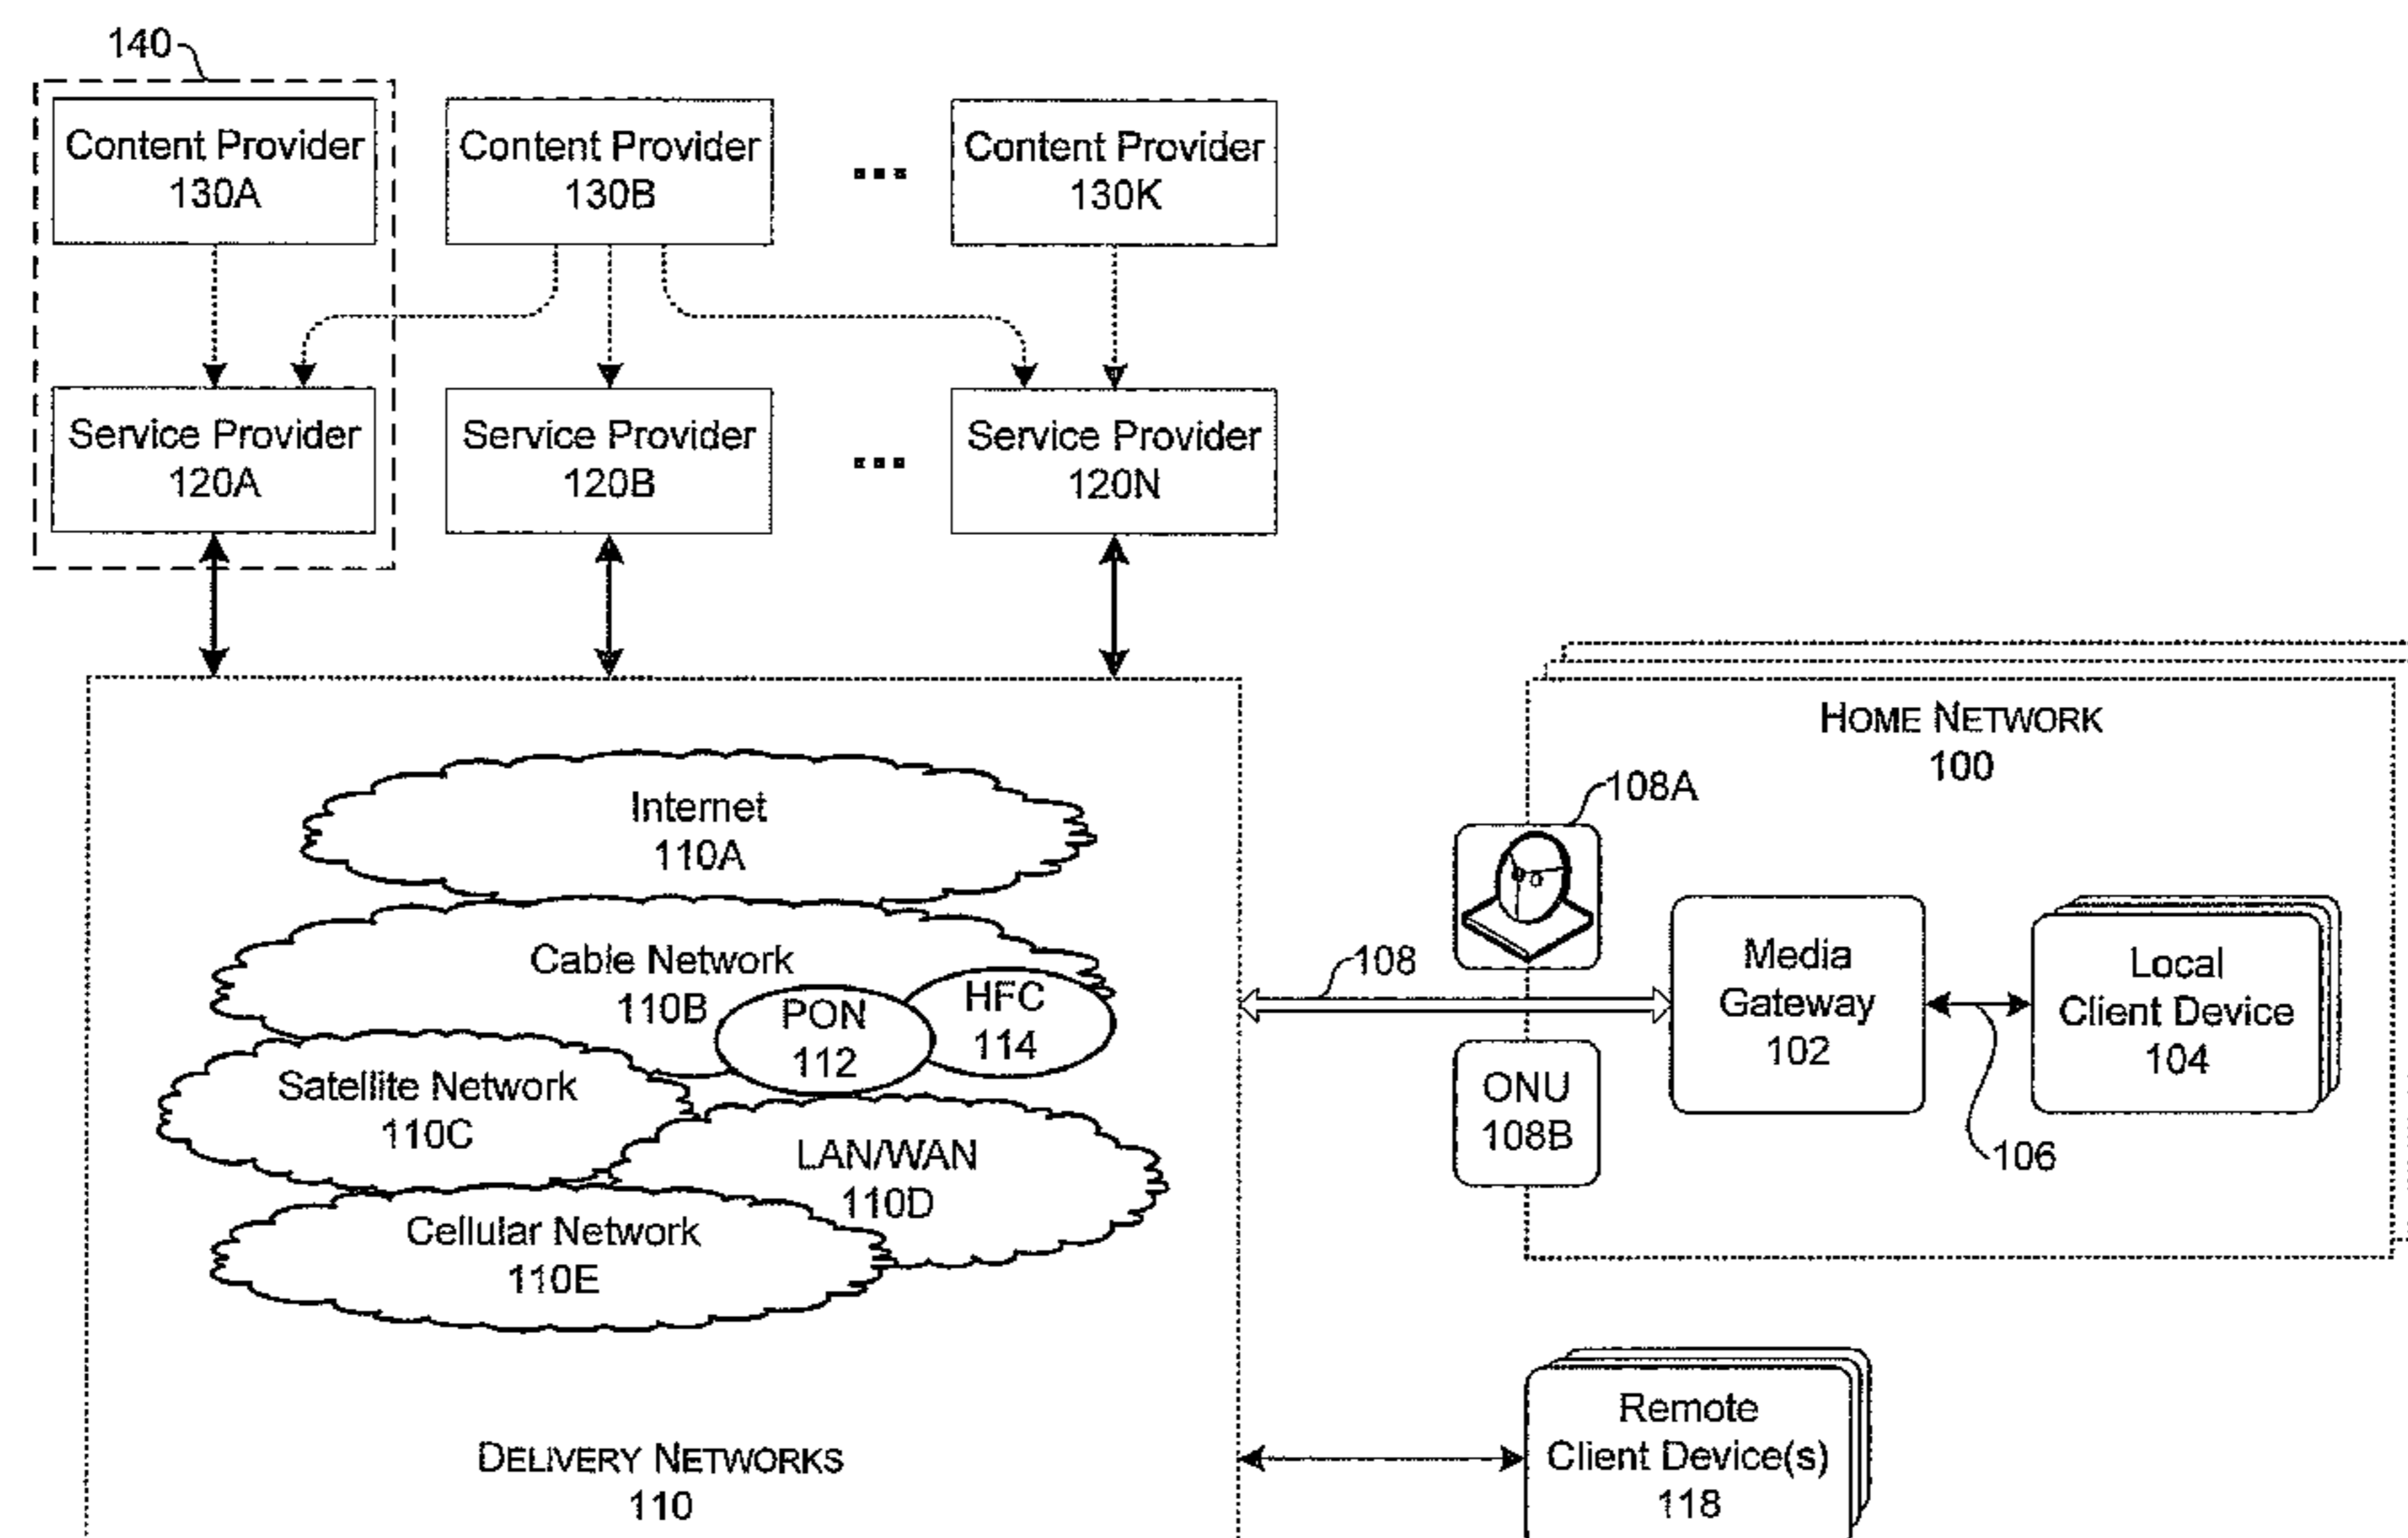 140
Content Provider
130A
Content Provider
130B
...
Content Provider
130K
Service Provider
120A
Service Provider
120B
...
Service Provider
120N
Internet
110A
Cable Network
110B
PON
112
HFC
114
Satellite Network
110C
LAN/WAN
110D
Cellular Network
110E
DELIVERY NETWORKS
110
108
HOME NETWORK
100
108A
ONU
108B
Media
Gateway
102
Local
Client Device
104
106
Remote
Client Device(s)
118